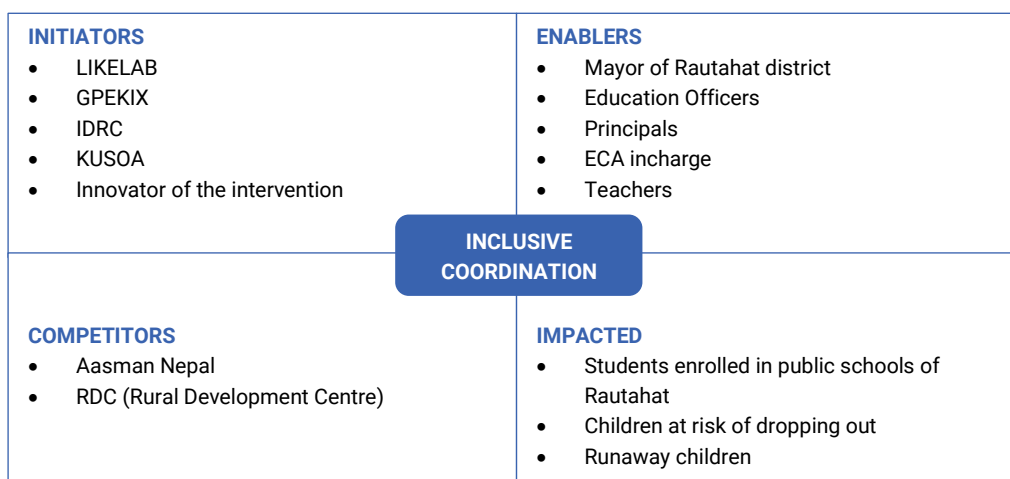 INITIATORS
• LIKELAB
• GPEKIX
• IDRC
• KUSOA
• Innovator of the intervention
ENABLERS
• Mayor of Rautahat district
• Education Officers
• Principals
• ECA incharge
• Teachers
INCLUSIVE
COORDINATION
COMPETITORS
• Aasman Nepal
• RDC (Rural Development Centre)
IMPACTED
• Students enrolled in public schools of
Rautahat
• Children at risk of dropping out
• Runaway children